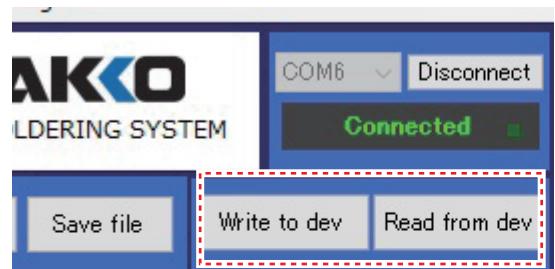 AKKO
LDERING SYSTEM
COM6
Disconnect
Connected
Save file
Write to dev
Read from dev